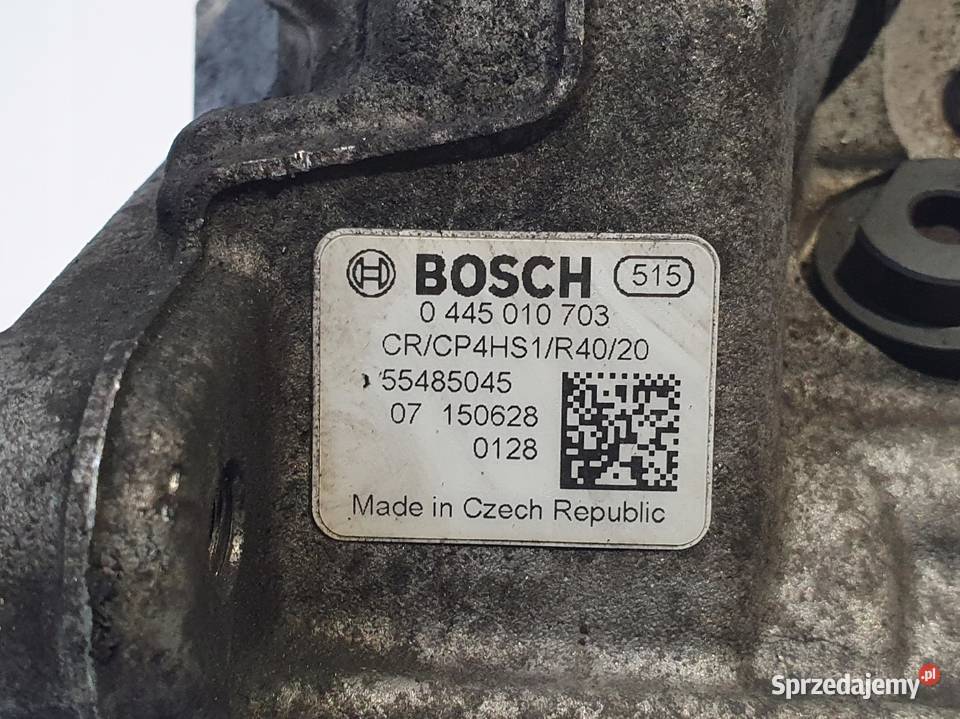 BOSCH 515
0 445 010 703
CR/CP4HS1/R40/20
55485045
07 150628
0128
Made in Czech Republic
Sprzedajemy.pl